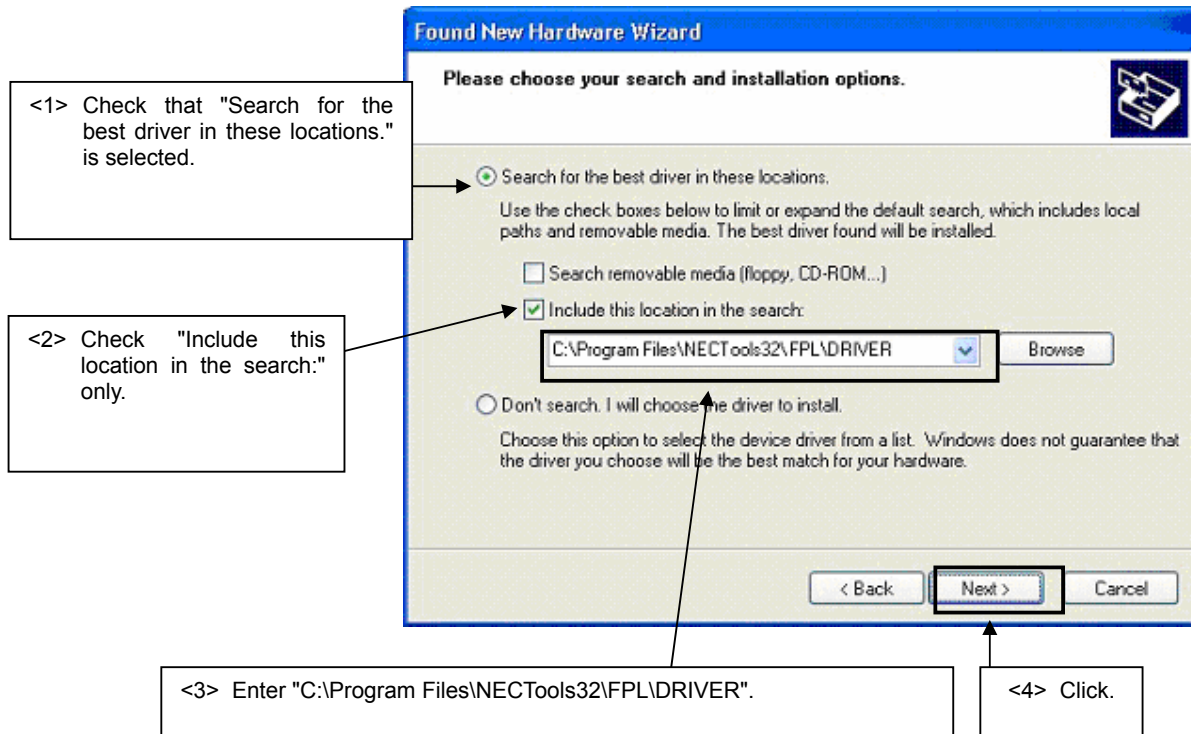 Found New Hardware Wizard
Please choose your search and installation options.
<1> Check that "Search for the
best driver in these locations."
is selected.
Search for the best driver in these locations.
Use the check boxes below to limit or expand the default search, which includes local
paths and removable media. The best driver found will be installed.
Search removable media (floppy, CD-ROM...)
Include this location in the search:
<2> Check "Include this
location in the search:"
only.
C:\Program Files\NECTools32\FPL\DRIVER
Browse
Don't search. I will choose the driver to install.
Choose this option to select the device driver from a list. Windows does not guarantee that
the driver you choose will be the best match for your hardware.
< Back
Next >
Cancel
<3> Enter "C:\Program Files\NECTools32\FPL\DRIVER".
<4> Click.